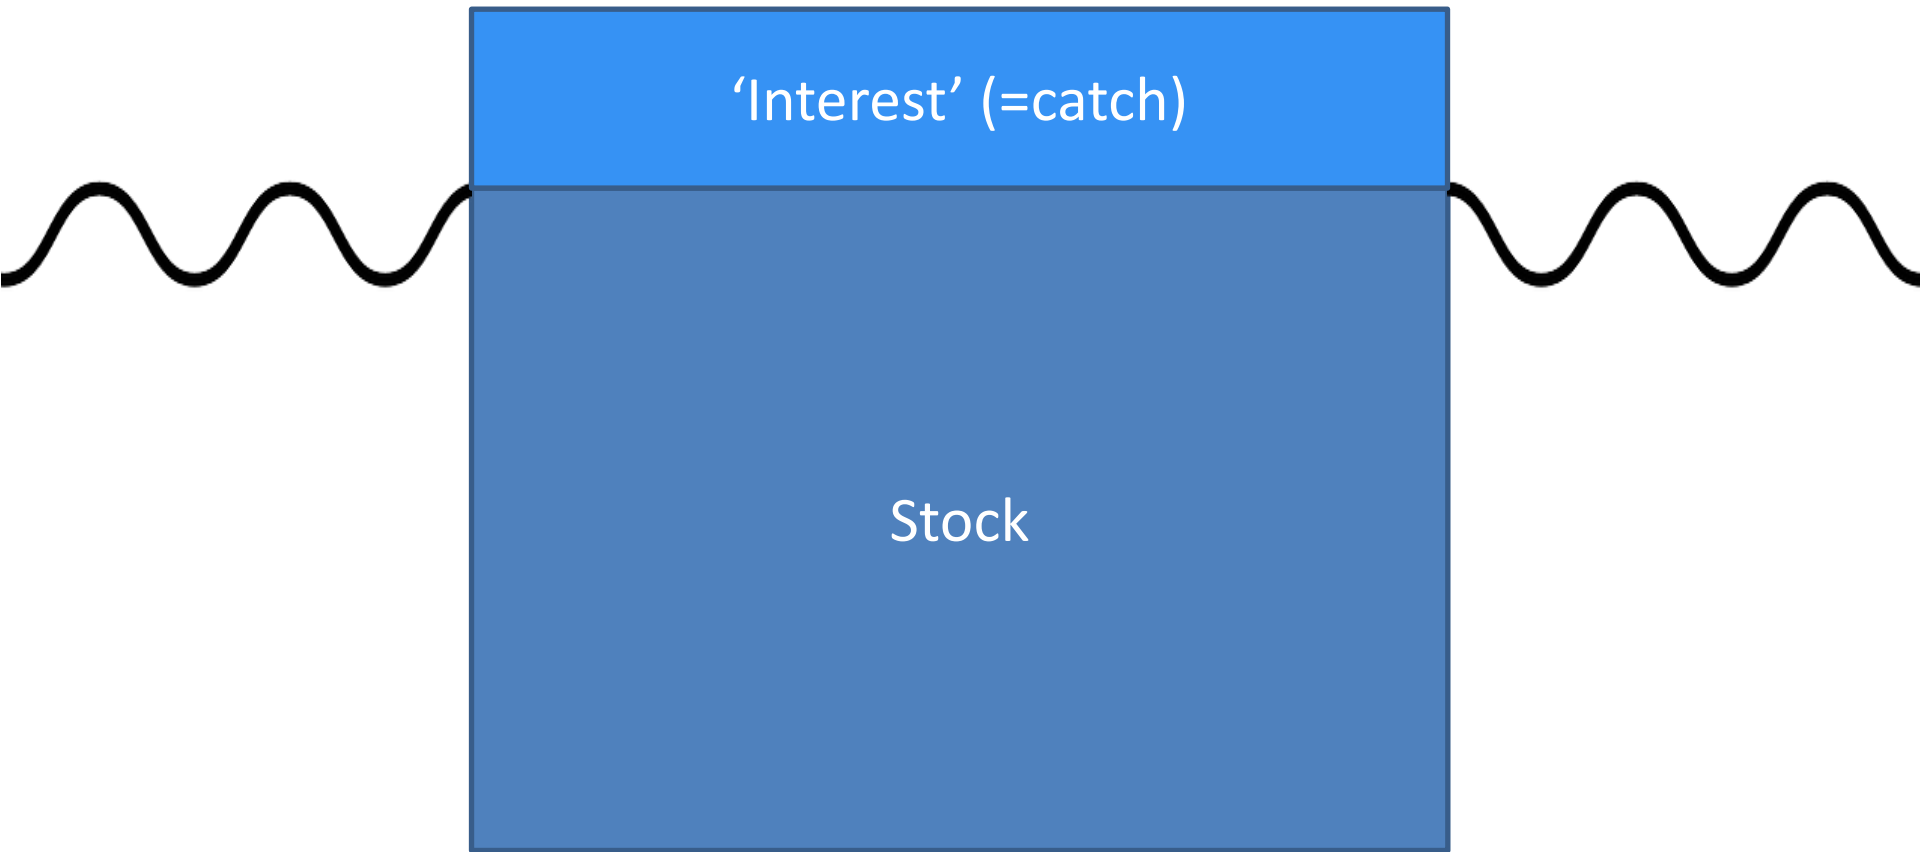 ‘Interest’ (=catch)
Stock